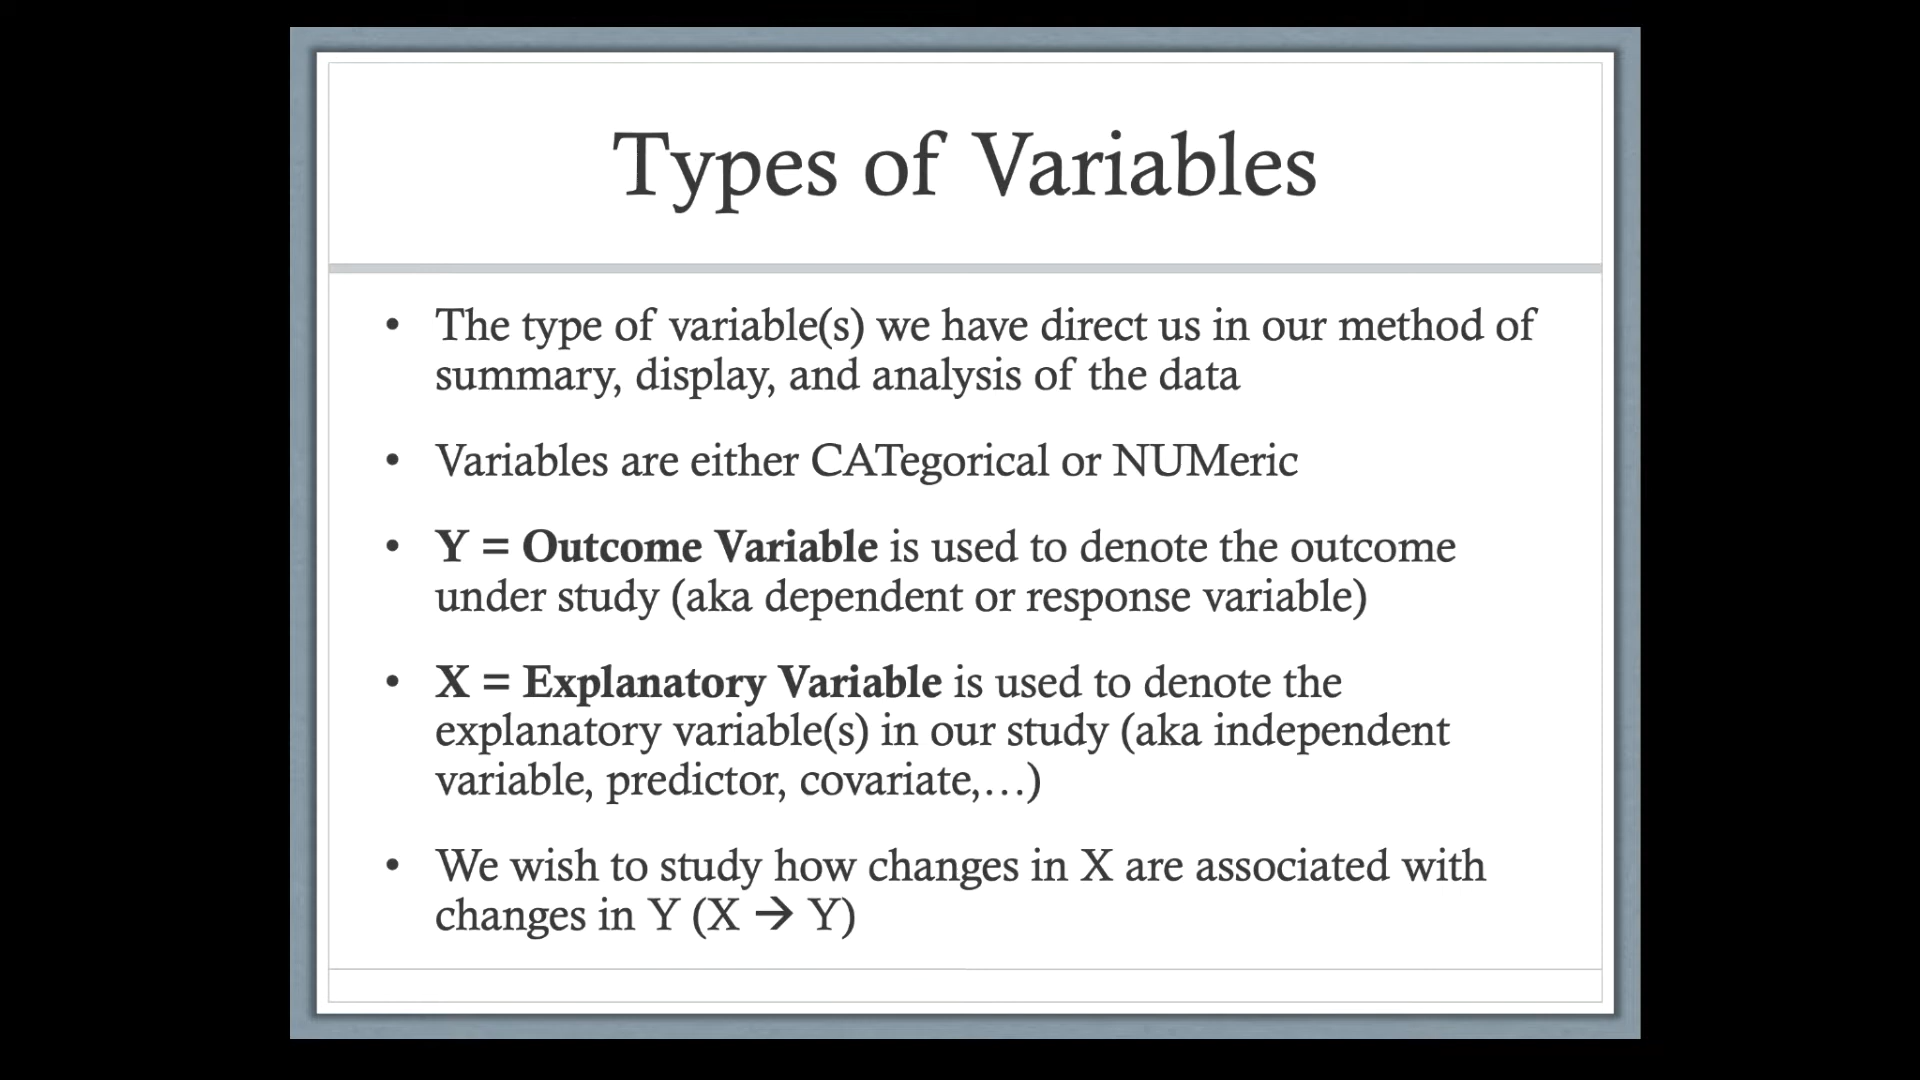 Types of Variables
• The type of variable(s) we have direct us in our method of
summary, display, and analysis of the data
• Variables are either CATegorical or NUMeric
• Y = Outcome Variable is used to denote the outcome
under study (aka dependent or response variable)
• X = Explanatory Variable is used to denote the
explanatory variable(s) in our study (aka independent
variable, predictor, covariate,…)
• We wish to study how changes in X are associated with
changes in Y (X → Y)